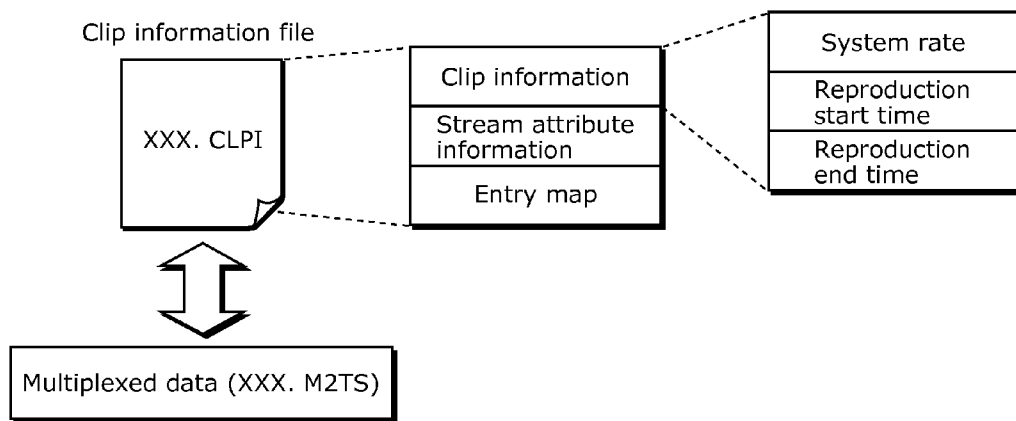 Clip information file
XXX. CLPI
Clip information
Stream attribute
information
Entry map
System rate
Reproduction
start time
Reproduction
end time
Multiplexed data (XXX. M2TS)